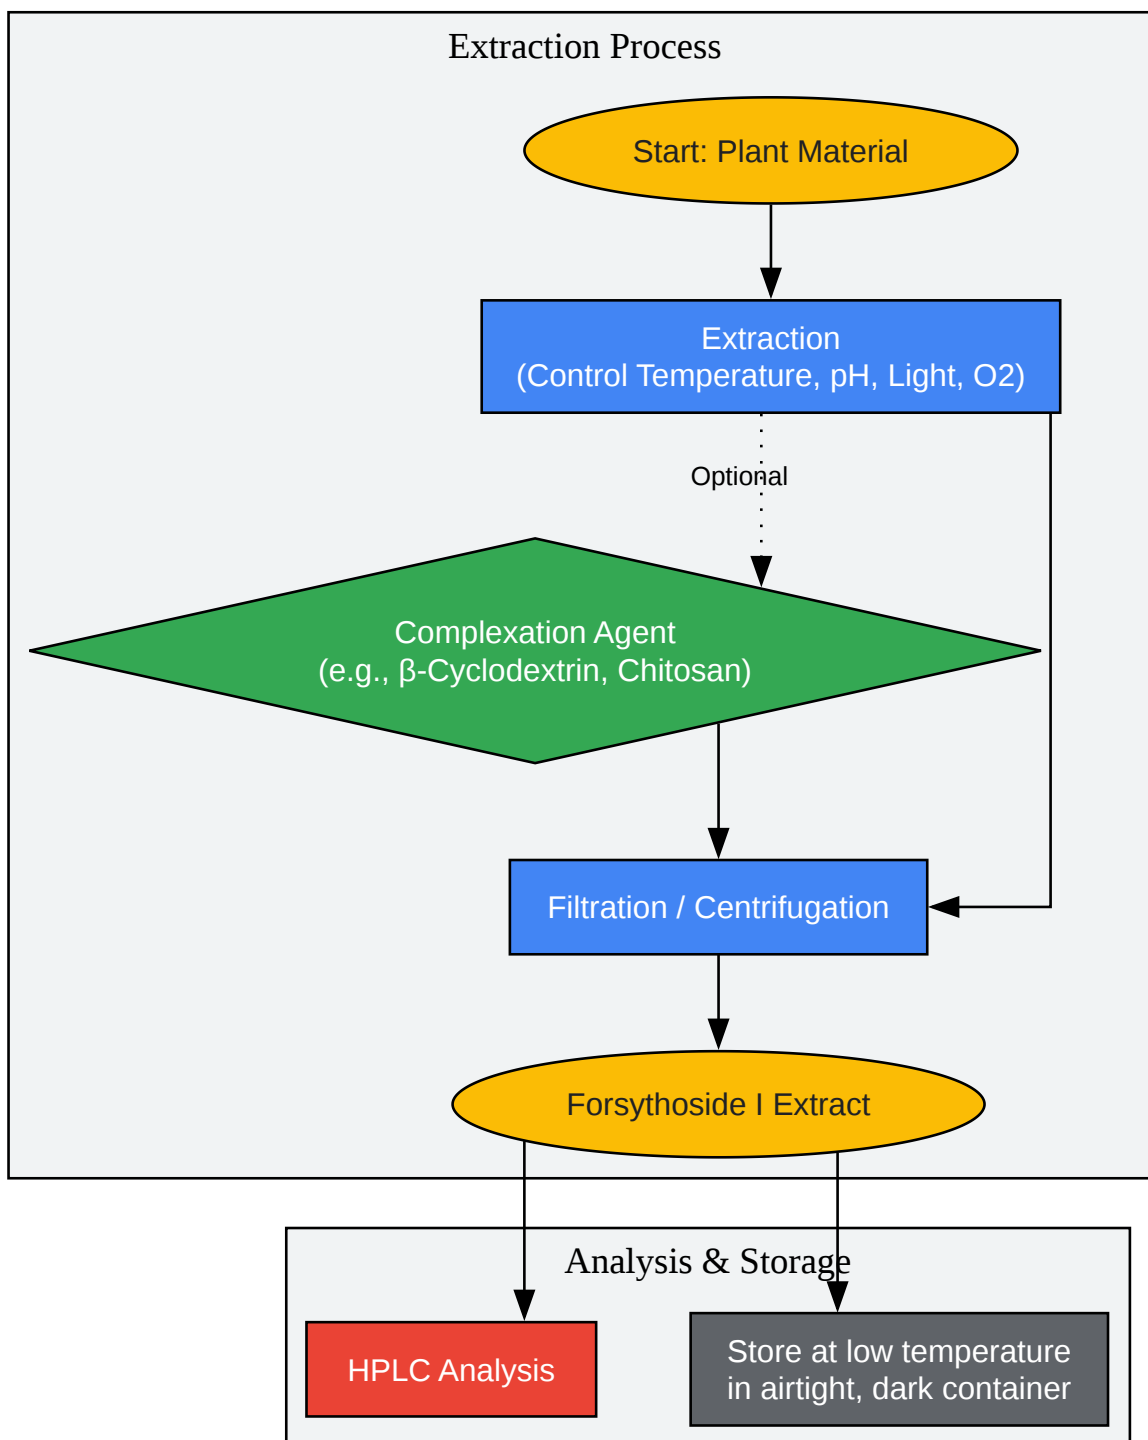 Extraction Process
Start: Plant Material
Extraction
(Control Temperature, pH, Light, O2)
Optional
Complexation Agent
(e.g., β-Cyclodextrin, Chitosan)
Filtration / Centrifugation
Forsythoside I Extract
Analysis & Storage
HPLC Analysis
Store at low temperature
in airtight, dark container